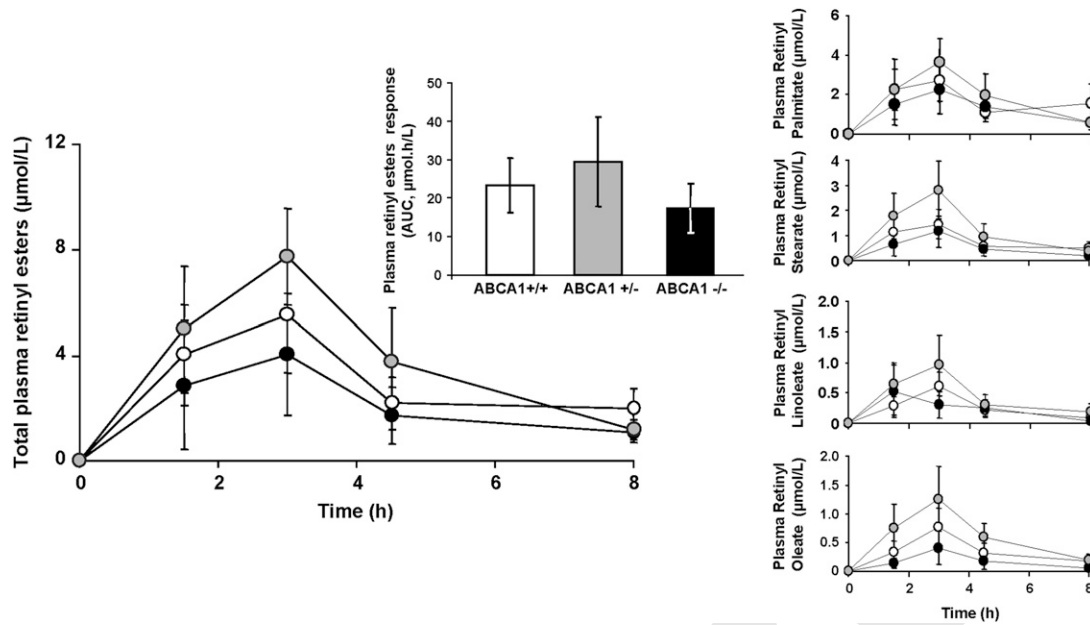 Total plasma retinyl esters (µmol/L)
12
8
4
0
0
2
4
6
8
Time (h)
Plasma retinyl esters response
(AUC, µmol.h/L)
50
40
30
20
10
0
ABCA1+/+ ABCA1 +/- ABCA1 -/-
Plasma Retinyl
Palmitate (µmol/L)
6
4
2
0
Plasma Retinyl
Stearate (µmol/L)
4
3
2
1
0
Plasma Retinyl
Linoleate (µmol/L)
2.0
1.5
1.0
0.5
0
Plasma Retinyl
Oleate (µmol/L)
2.0
1.5
1.0
0.5
0
0 2 4 6 8
Time (h)